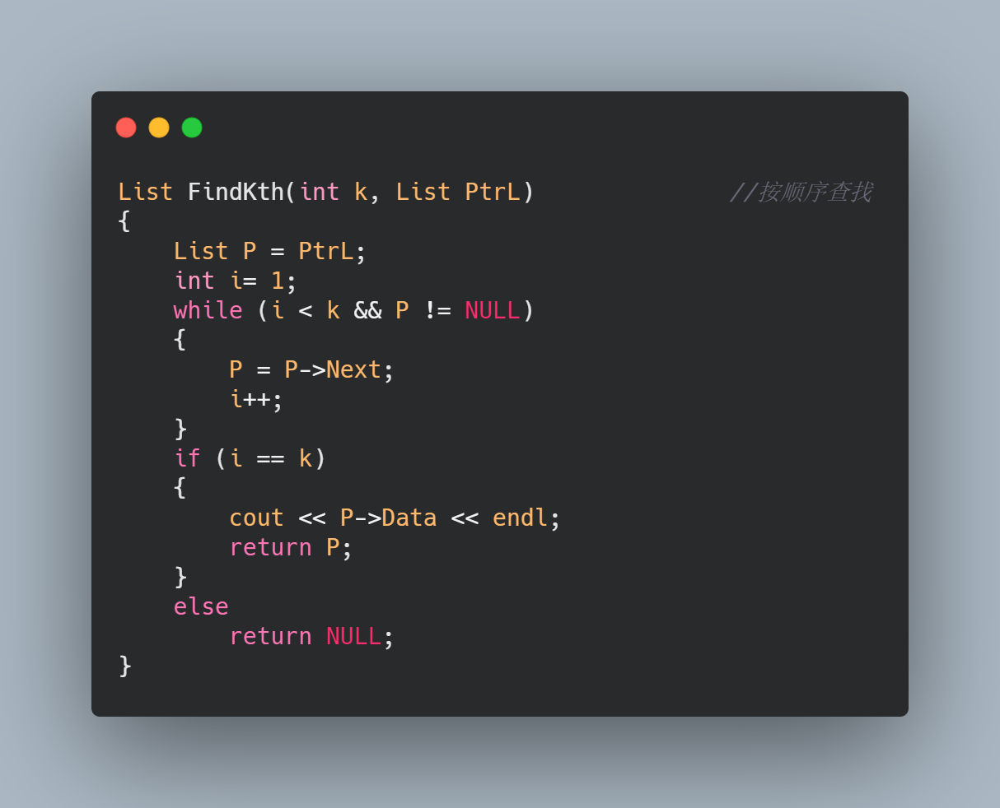 List FindKth(int k, List PtrL)              //按顺序查找
{
    List P = PtrL;
    int i= 1;
    while (i < k && P != NULL)
    {
        P = P->Next;
        i++;
    }
    if (i == k)
    {
        cout << P->Data << endl;
        return P;
    }
    else
        return NULL;
}